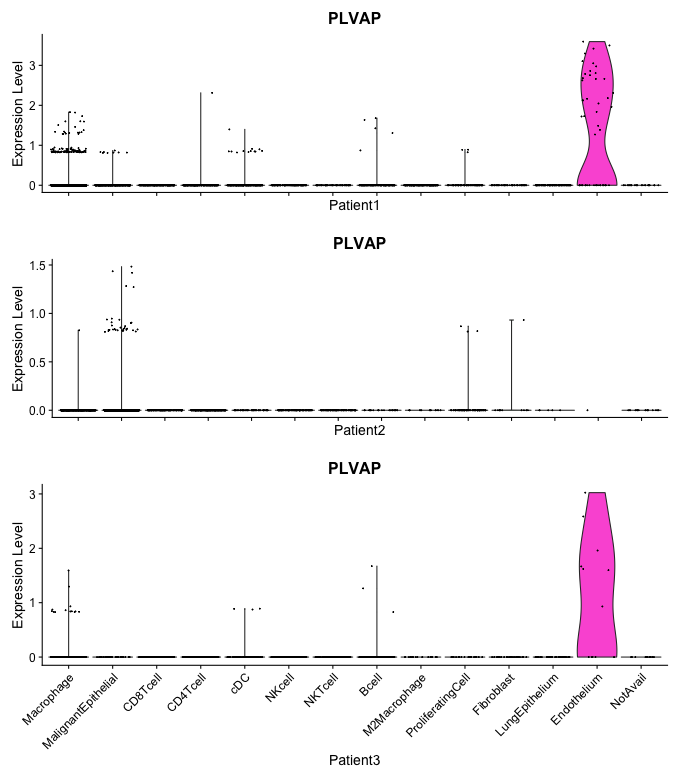 PLVAP
Expression Level
3
2
1
0
Patient1
PLVAP
Expression Level
1.5
1.0
0.5
0.0
Patient2
PLVAP
Expression Level
3
2
1
0
Macrophage
MalignantEpithelial
CD8Tcell
CD4Tcell
cDC
NKcell
NKTcell
Bcell
M2Macrophage
ProliferatingCell
Fibroblast
LungEpithelium
Endothelium
NotAvail
Patient3